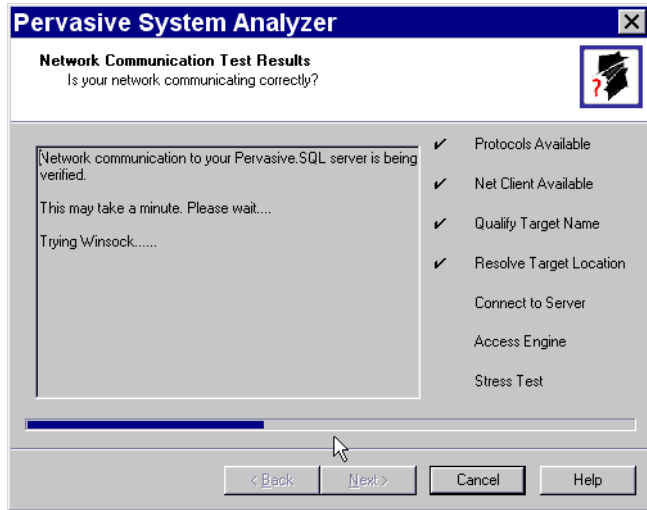 Pervasive System Analyzer
Network Communication Test Results
Is your network communicating correctly?
?
Network communication to your Pervasive.SQL server is being
verified.
This may take a minute. Please wait....
Trying Winsock......
✓ Protocols Available
✓ Net Client Available
✓ Qualify Target Name
✓ Resolve Target Location
Connect to Server
Access Engine
Stress Test
< Back
Next >
Cancel
Help